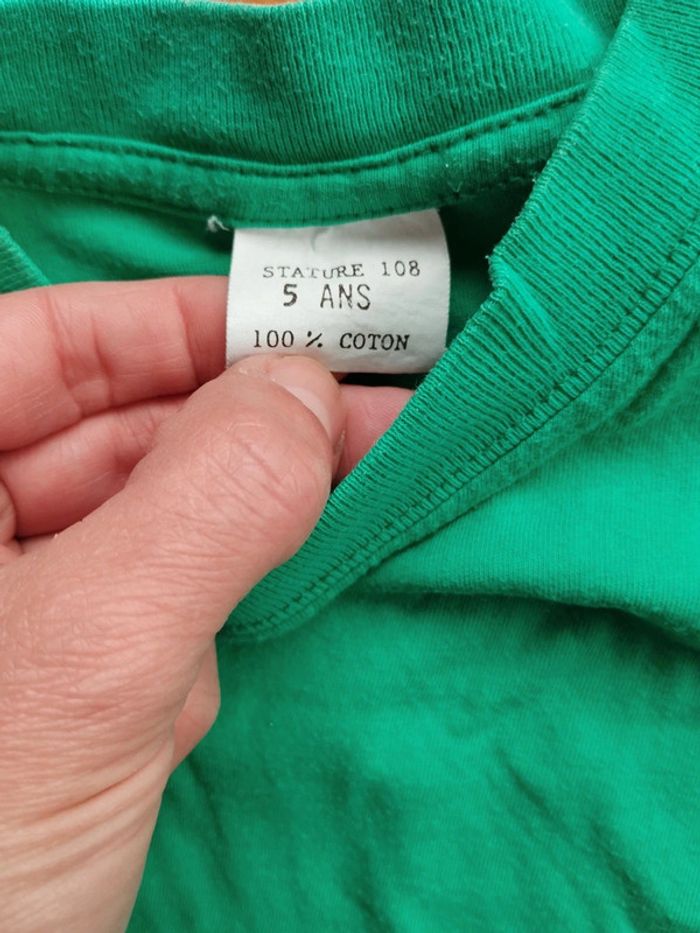 STATURE 108
5 ANS
100 % COTON